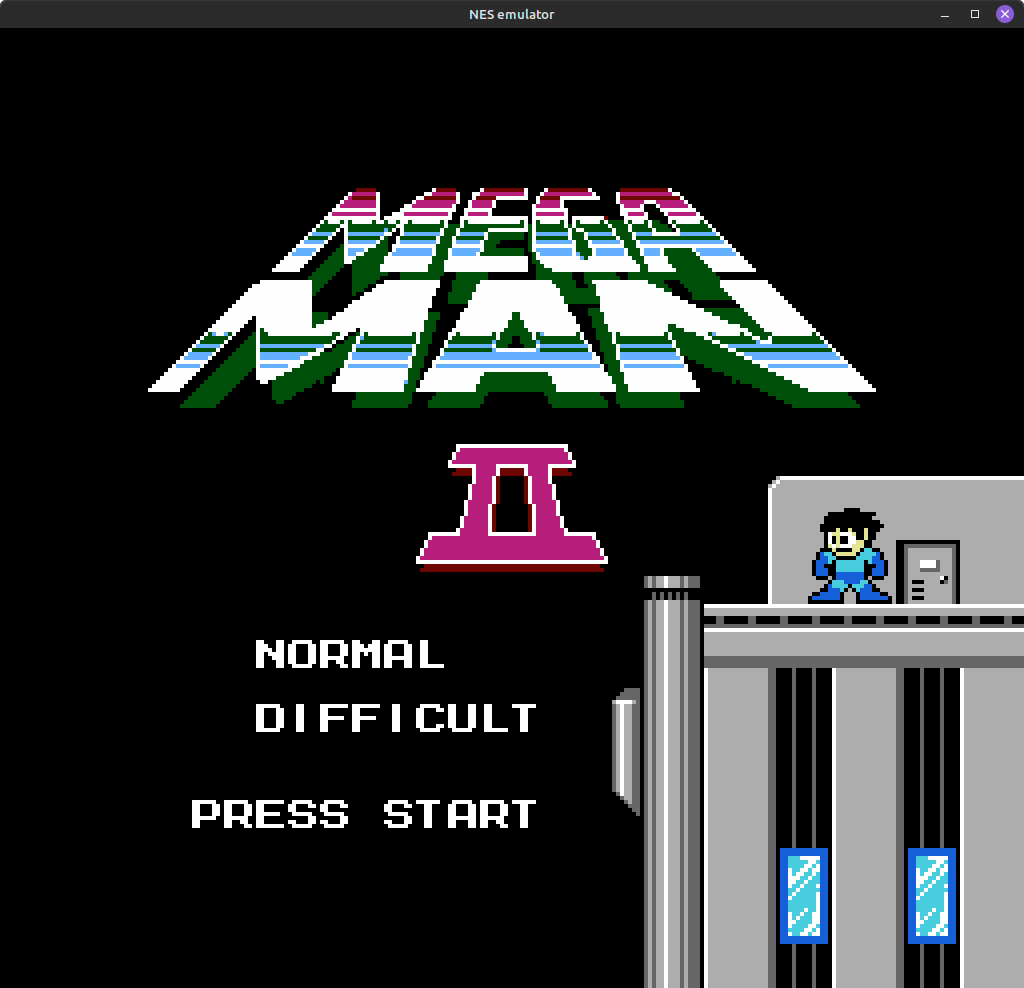 NES emulator
MEGA
MAN
II
NORMAL
DIFFICULT
PRESS START